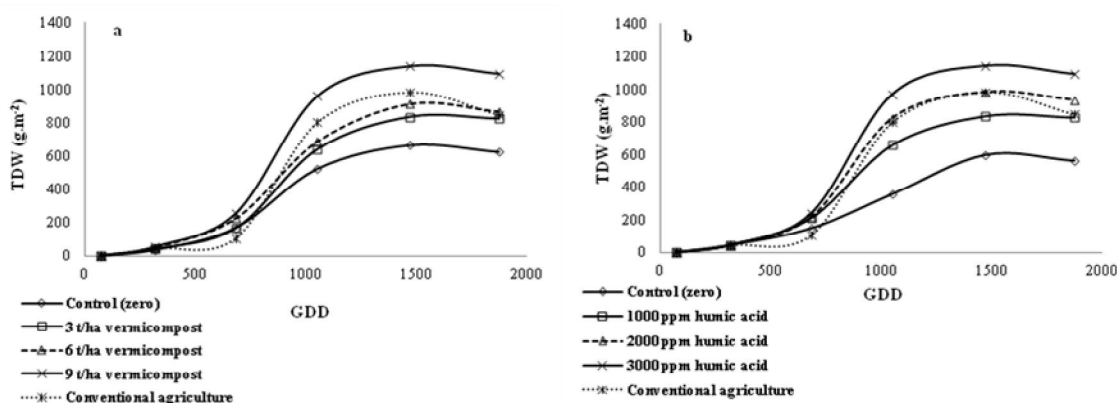 a
TDW (g.m-2)
1400
1200
1000
800
600
400
200
0
0 500 1000 1500 2000
GDD
Control (zero)
3 t/ha vermicompost
6 t/ha vermicompost
9 t/ha vermicompost
Conventional agriculture
b
TDW (g.m-2)
1400
1200
1000
800
600
400
200
0
0 500 1000 1500 2000
GDD
Control (zero)
1000ppm humic acid
2000ppm humic acid
3000ppm humic acid
Conventional agriculture